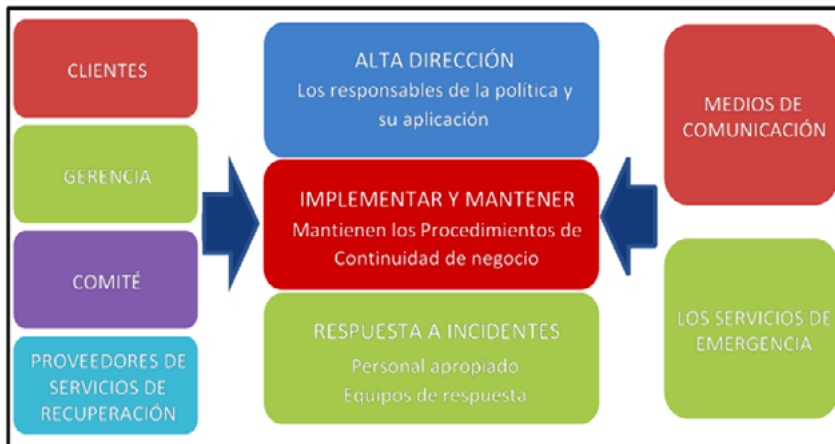 CLIENTES
GERENCIA
COMITÉ
PROVEEDORES DE
SERVICIOS DE
RECUPERACIÓN
ALTA DIRECCIÓN
Los responsables de la política y
su aplicación
IMPLEMENTAR Y MANTENER
Mantienen los Procedimientos de
Continuidad de negocio
RESPUESTA A INCIDENTES
Personal apropiado
Equipos de respuesta
MEDIOS DE
COMUNICACIÓN
LOS SERVICIOS DE
EMERGENCIA